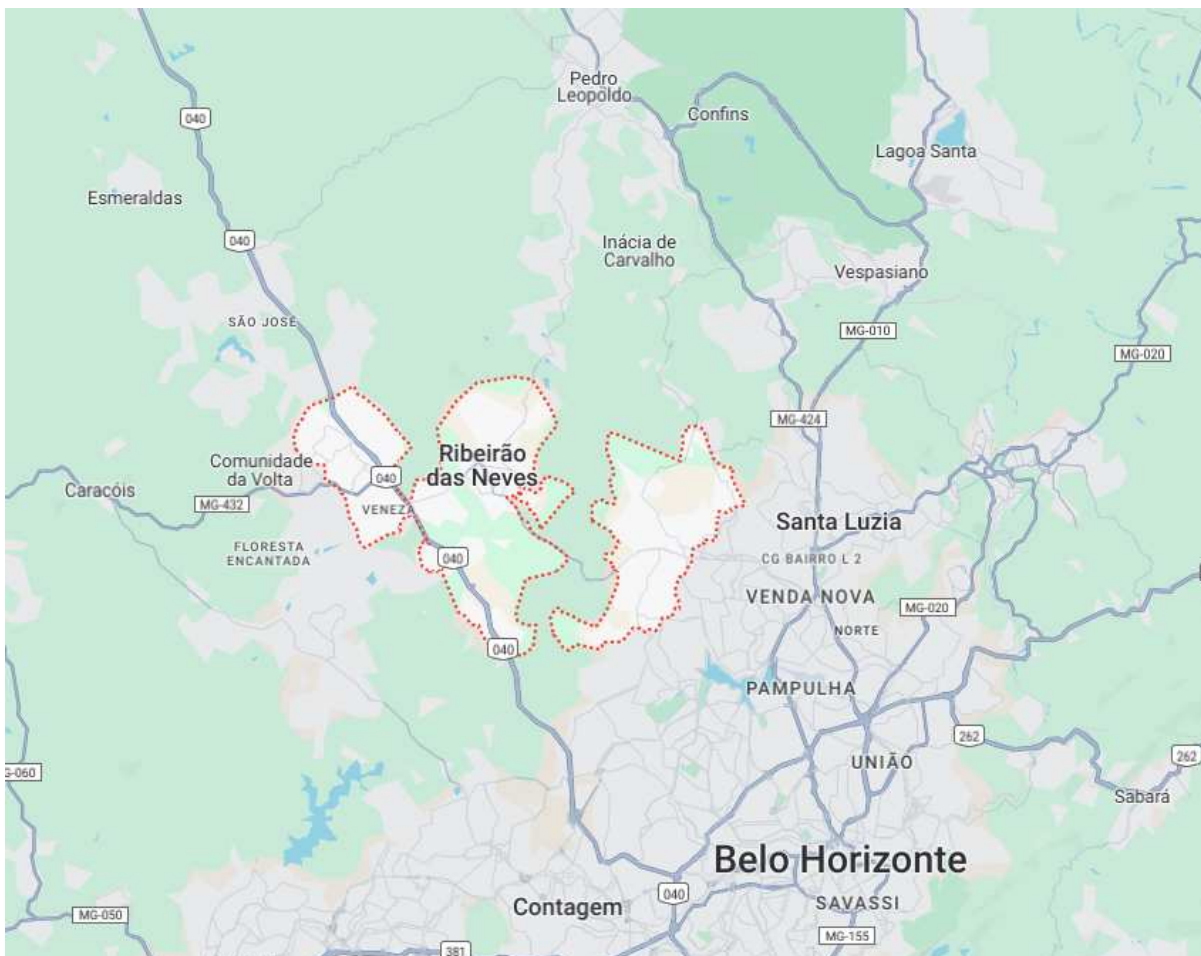 Pedro
Leopoldo
Confins
040
Lagoa Santa
Esmeraldas
040
Inácia de
Carvalho
Vespasiano
SÃO JOSÉ
MG-010
MG-020
MG-424
Ribeirão
das Neves
Comunidade
da Volta
040
Caracóis
MG-432
VENEZA
Santa Luzia
FLORESTA
ENCANTADA
040
CG BAIRRO L 2
VENDA NOVA
MG-020
NORTE
040
PAMPULHA
262
262
UNIÃO
G-060
Sabará
Belo Horizonte
040
Contagem
SAVASSI
MG-050
MG-155
381